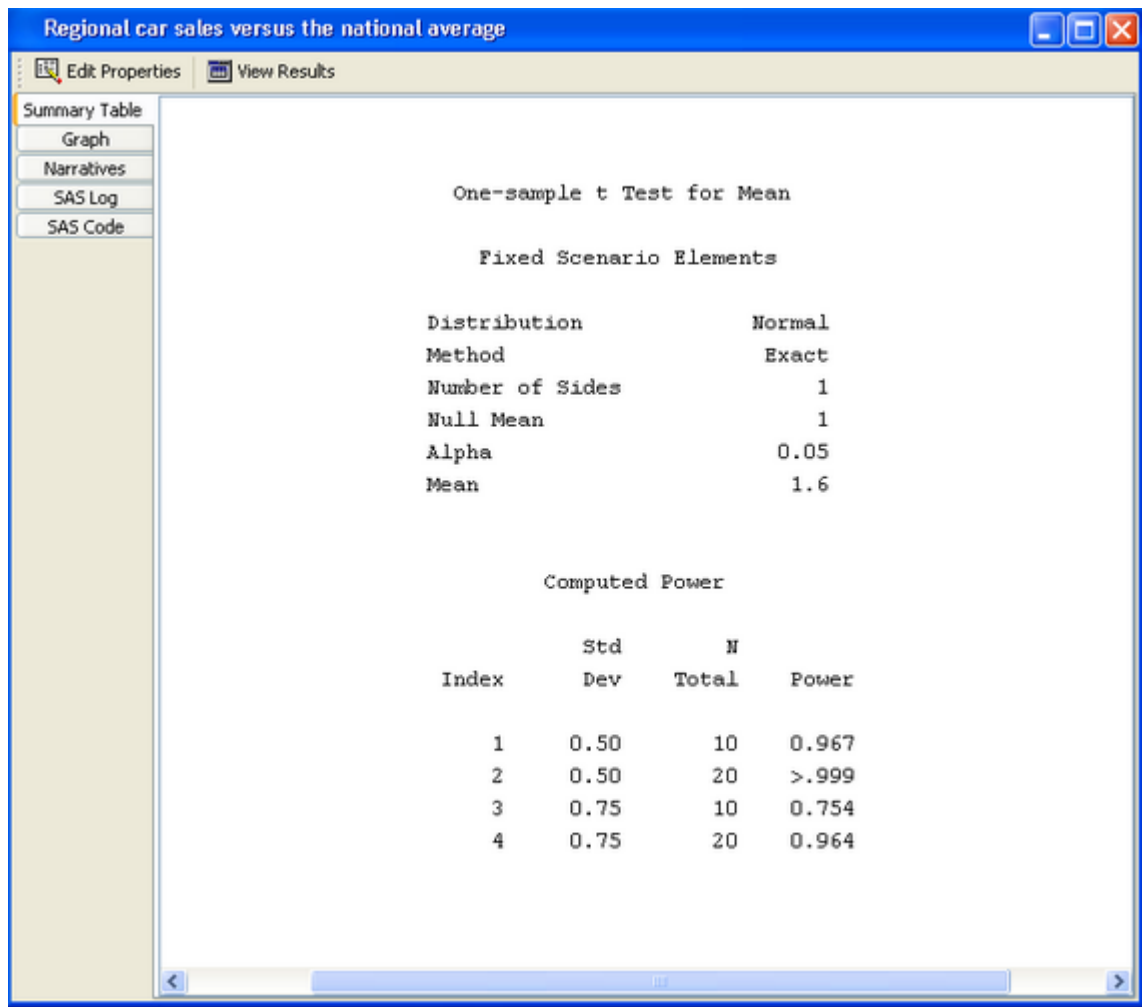 Regional car sales versus the national average
Edit Properties View Results
Summary Table
Graph
Narratives
SAS Log
SAS Code
One-sample t Test for Mean
Fixed Scenario Elements
Distribution Normal
Method Exact
Number of Sides 1
Null Mean 1
Alpha 0.05
Mean 1.6
Computed Power
Std N
Index Dev Total Power
1 0.50 10 0.967
2 0.50 20 >.999
3 0.75 10 0.754
4 0.75 20 0.964